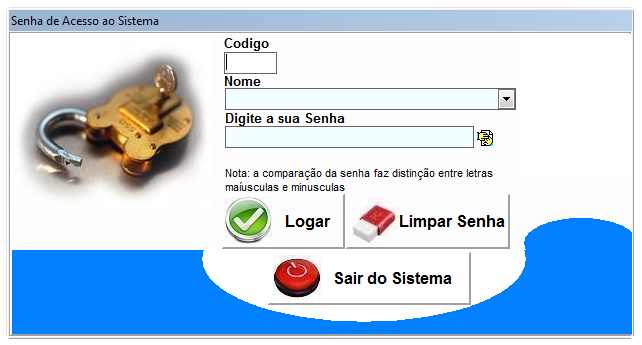 Senha de Acesso ao Sistema
Codigo
Nome
Digite a sua Senha
Nota: a comparação da senha faz distinção entre letras
maíusculas e minusculas
Logar
Limpar Senha
Sair do Sistema